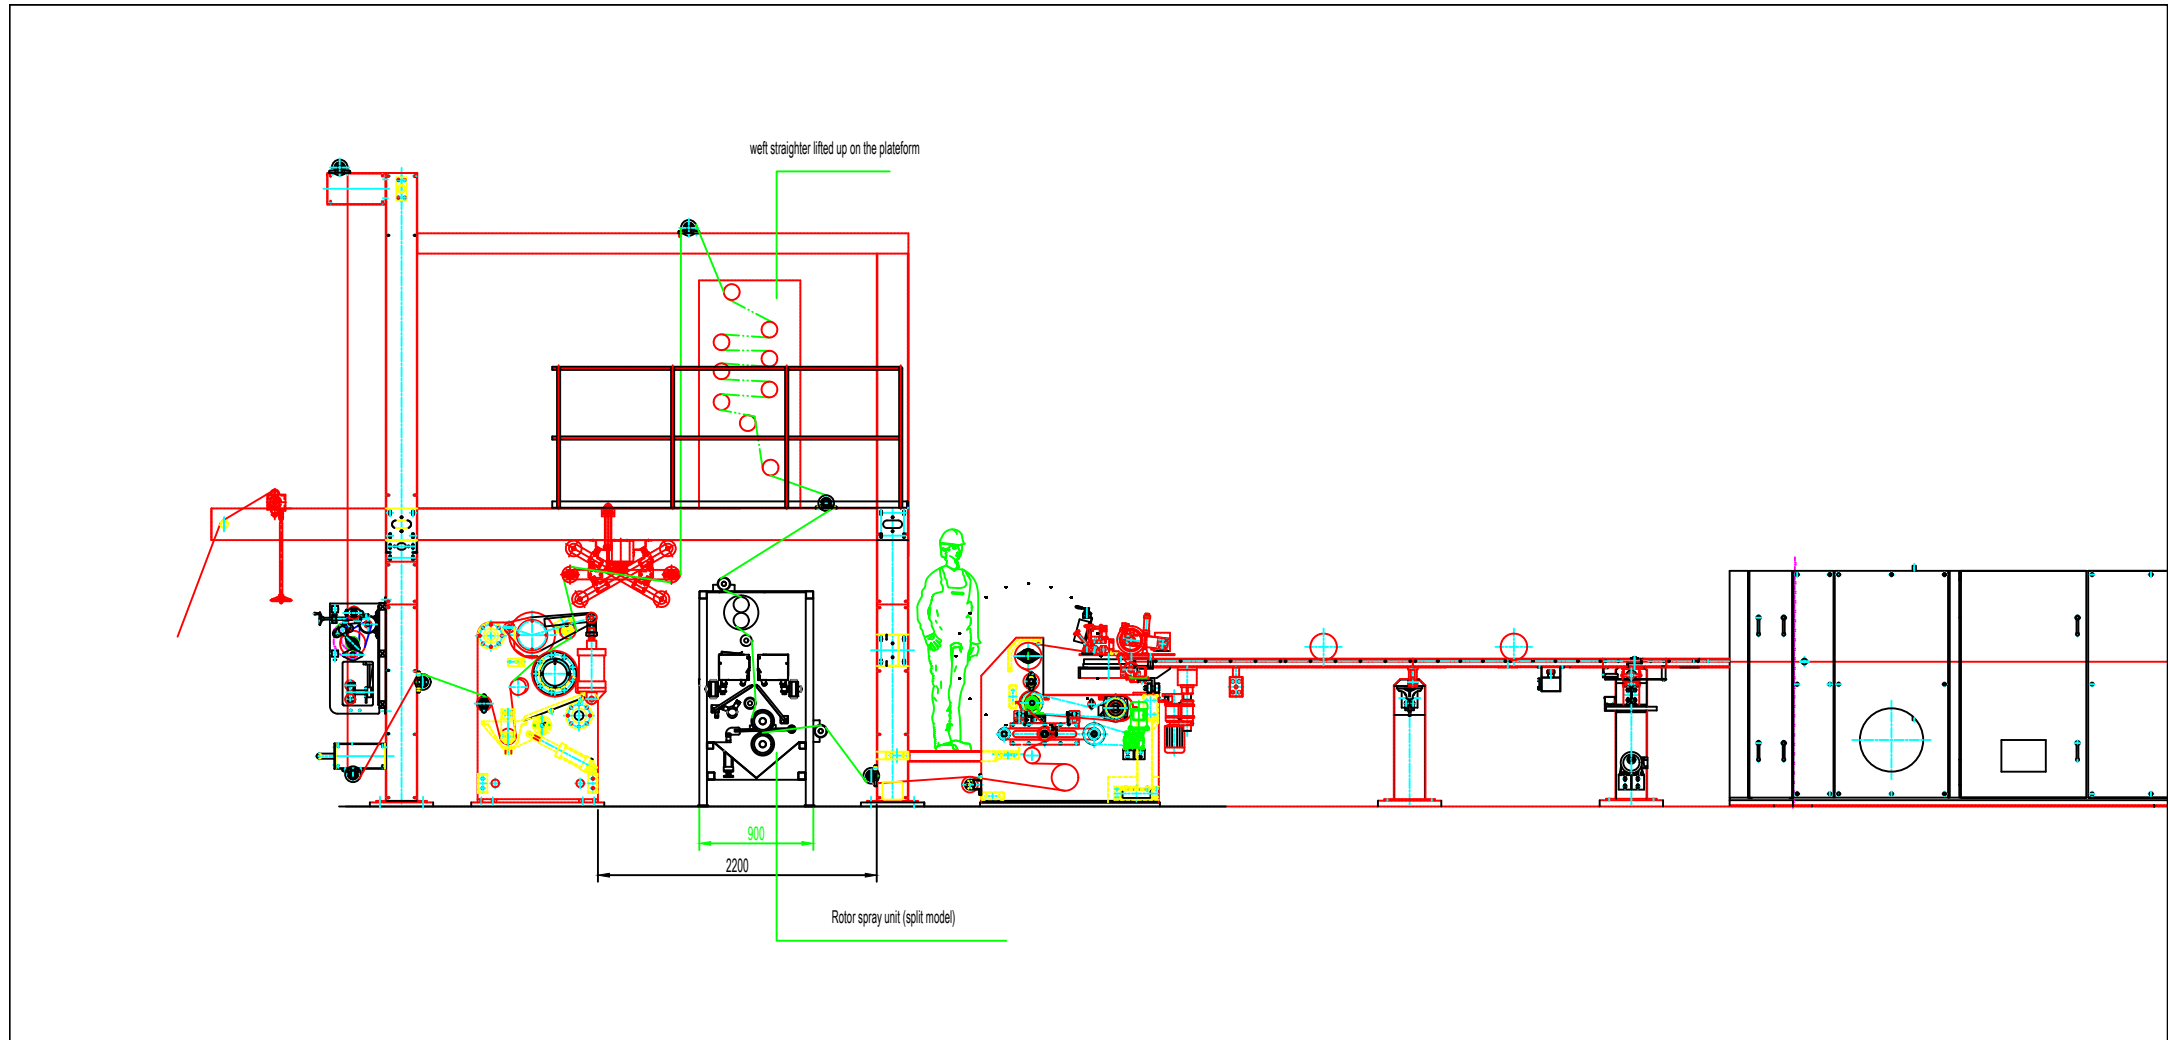 weft straighter lifted up on the plateform
900
2200
Rotor spray unit (split model)